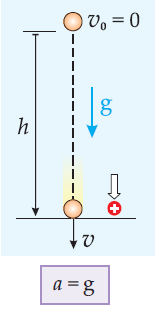 v₀ = 0
g
h
+
v
a = g